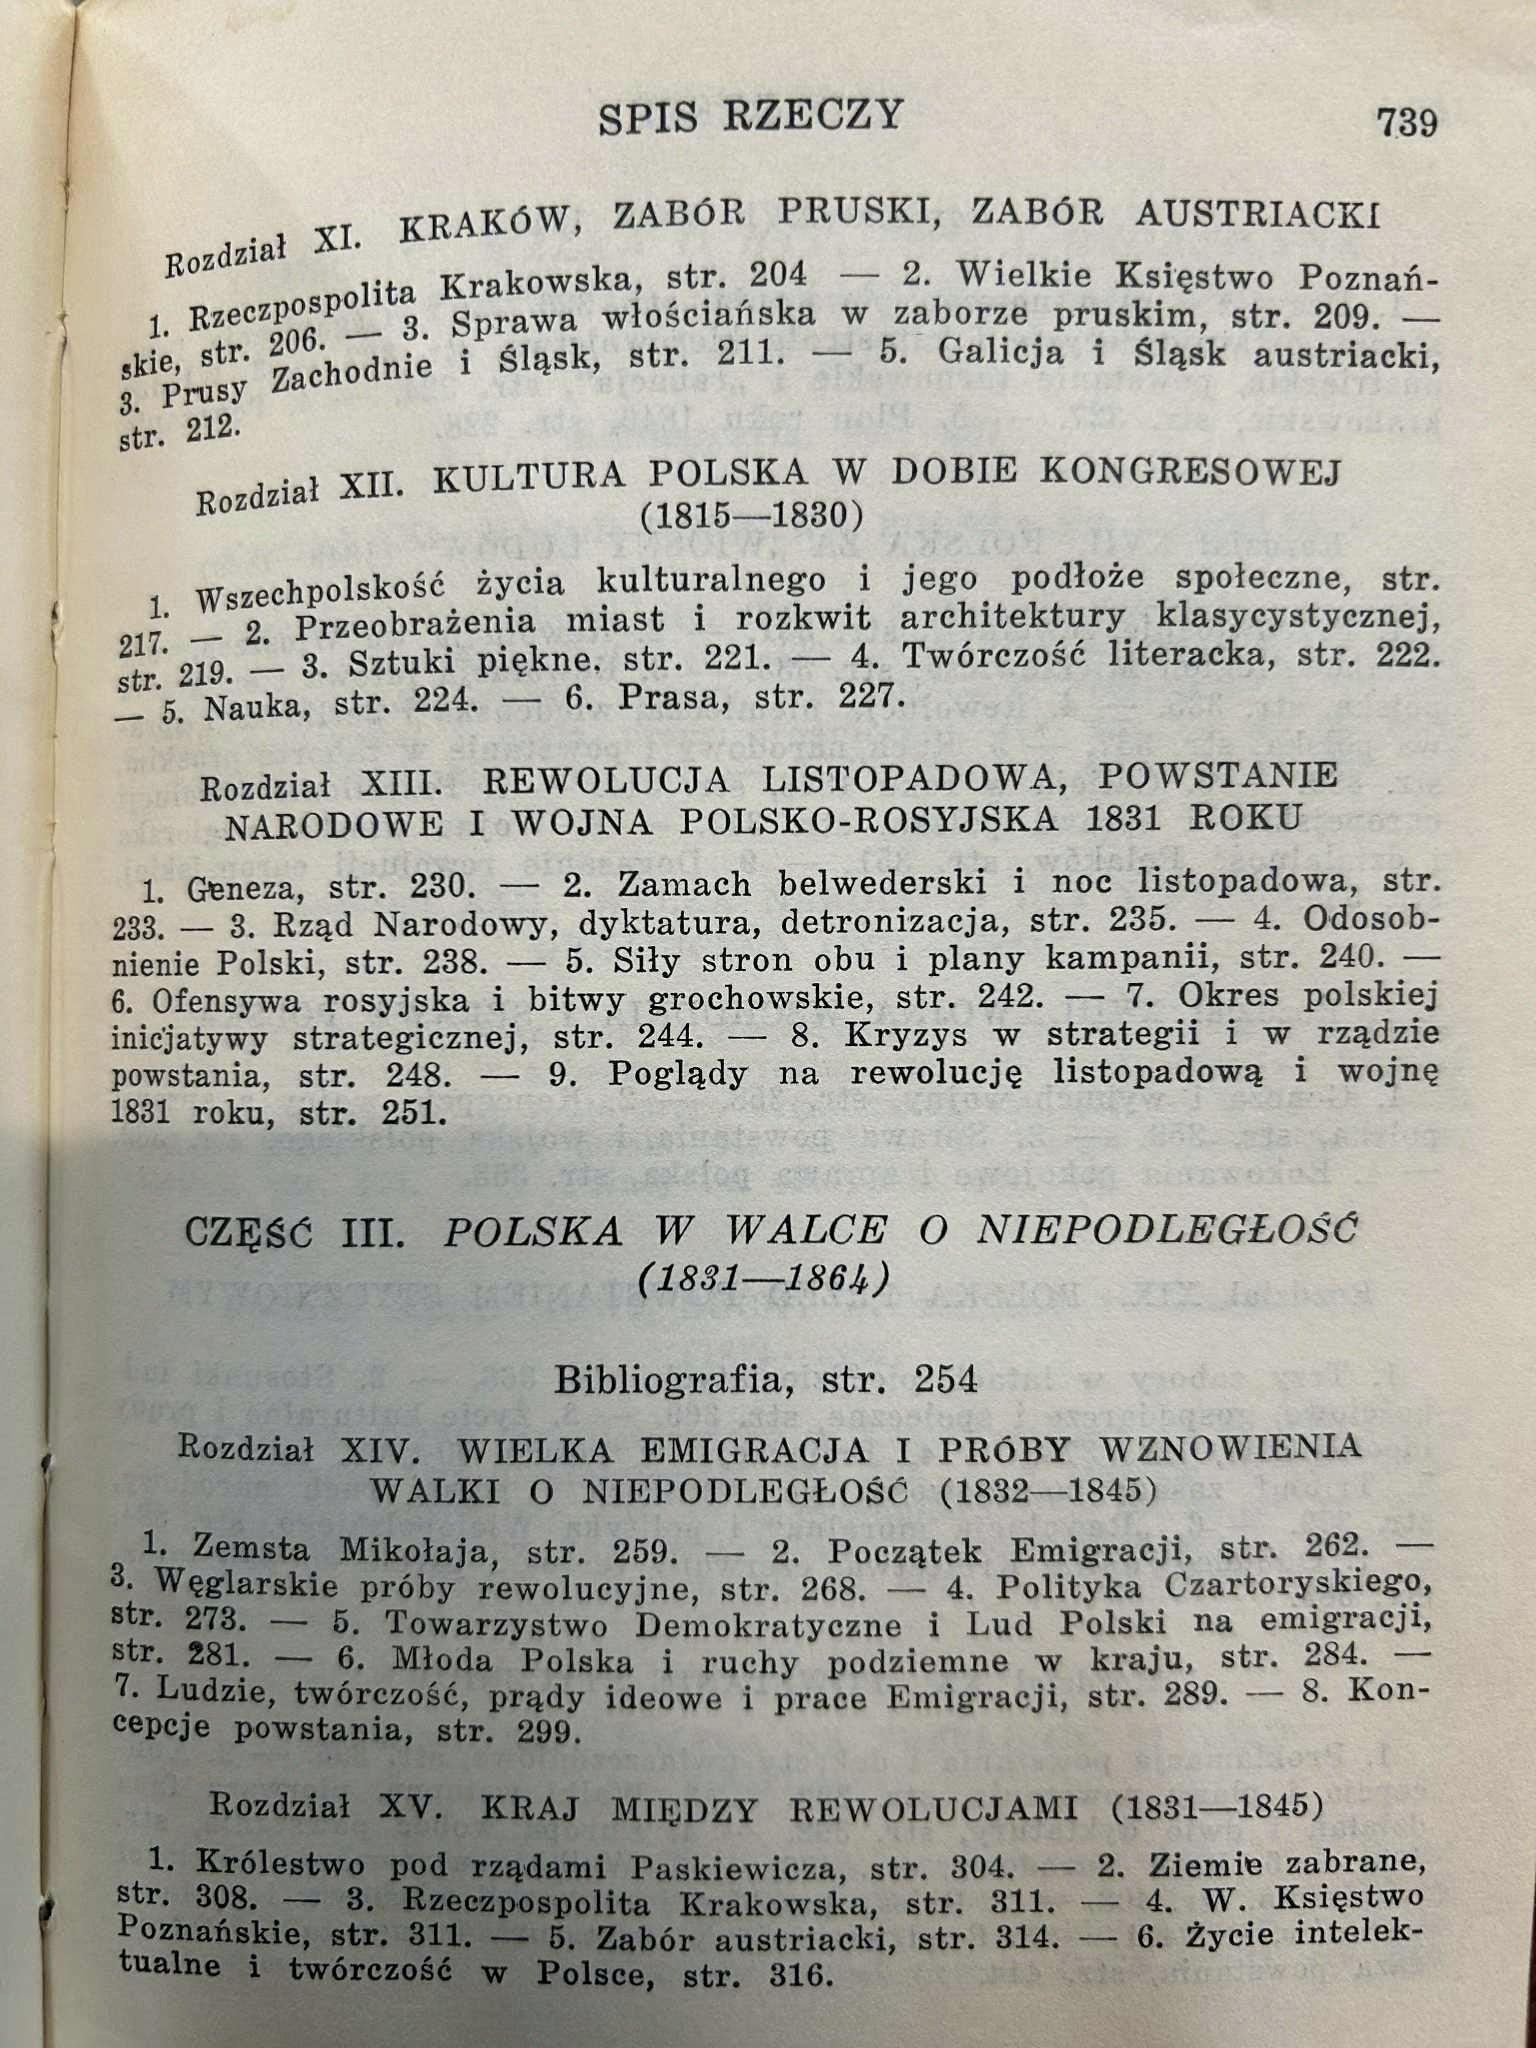 SPIS RZECZY 739
Rozdział XI. KRAKÓW, ZABÓR PRUSKI, ZABÓR AUSTRIACKI
1. Rzeczpospolita Krakowska, str. 204 — 2. Wielkie Księstwo Poznań-
skie, str. 206. — 3. Sprawa włościańska w zaborze pruskim, str. 209. —
3. Prusy Zachodnie i Śląsk, str. 211. — 5. Galicja i Śląsk austriacki,
str. 212.
Rozdział XII. KULTURA POLSKA W DOBIE KONGRESOWEJ
(1815—1830)
1. Wszechpolskość życia kulturalnego i jego podłoże społeczne, str.
217. — 2. Przeobrażenia miast i rozkwit architektury klasycystycznej,
str. 219. — 3. Sztuki piękne. str. 221. — 4. Twórczość literacka, str. 222.
— 5. Nauka, str. 224. — 6. Prasa, str. 227.
Rozdział XIII. REWOLUCJA LISTOPADOWA, POWSTANIE
NARODOWE I WOJNA POLSKO-ROSYJSKA 1831 ROKU
1. Geneza, str. 230. — 2. Zamach belwederski i noc listopadowa, str.
233. — 3. Rząd Narodowy, dyktatura, detronizacja, str. 235. — 4. Odosob-
nienie Polski, str. 238. — 5. Siły stron obu i plany kampanii, str. 240. —
6. Ofensywa rosyjska i bitwy grochowskie, str. 242. — 7. Okres polskiej
inicjatywy strategicznej, str. 244. — 8. Kryzys w strategii i w rządzie
powstania, str. 248. — 9. Poglądy na rewolucję listopadową i wojnę
1831 roku, str. 251.
CZĘŚĆ III. POLSKA W WALCE O NIEPODLEGŁOŚĆ
(1831—1864)
Bibliografia, str. 254
Rozdział XIV. WIELKA EMIGRACJA I PRÓBY WZNOWIENIA
WALKI O NIEPODLEGŁOŚĆ (1832—1845)
1. Zemsta Mikołaja, str. 259. — 2. Początek Emigracji, str. 262. —
3. Węglarskie próby rewolucyjne, str. 268. — 4. Polityka Czartoryskiego,
str. 273. — 5. Towarzystwo Demokratyczne i Lud Polski na emigracji,
str. 281. — 6. Młoda Polska i ruchy podziemne w kraju, str. 284. —
7. Ludzie, twórczość, prądy ideowe i prace Emigracji, str. 289. — 8. Kon-
cepcje powstania, str. 299.
Rozdział XV. KRAJ MIĘDZY REWOLUCJAMI (1831—1845)
1. Królestwo pod rządami Paskiewicza, str. 304. — 2. Ziemie zabrane,
str. 308. — 3. Rzeczpospolita Krakowska, str. 311. — 4. W. Księstwo
Poznańskie, str. 311. — 5. Zabór austriacki, str. 314. — 6. Życie intelek-
tualne i twórczość w Polsce, str. 316.